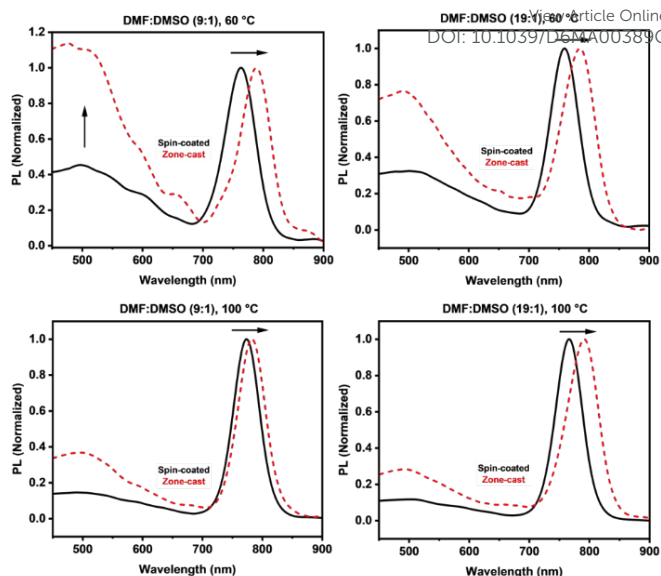 View Article Online
DOI: 10.1039/D6MA00389C
DMF:DMSO (9:1), 60 °C
1.2
1.0
0.8
0.6
0.4
0.2
0.0
PL (Normalized)
Spin-coated
Zone-cast
500
600
700
800
900
Wavelength (nm)
DMF:DMSO (19:1), 60 °C
1.0
0.8
0.6
0.4
0.2
0.0
PL (Normalized)
Spin-coated
Zone-cast
500
600
700
800
900
Wavelength (nm)
DMF:DMSO (9:1), 100 °C
1.0
0.8
0.6
0.4
0.2
0.0
PL (Normalized)
Spin-coated
Zone-cast
500
600
700
800
900
Wavelength (nm)
DMF:DMSO (19:1), 100 °C
1.0
0.8
0.6
0.4
0.2
0.0
PL (Normalized)
Spin-coated
Zone-cast
500
600
700
800
900
Wavelength (nm)